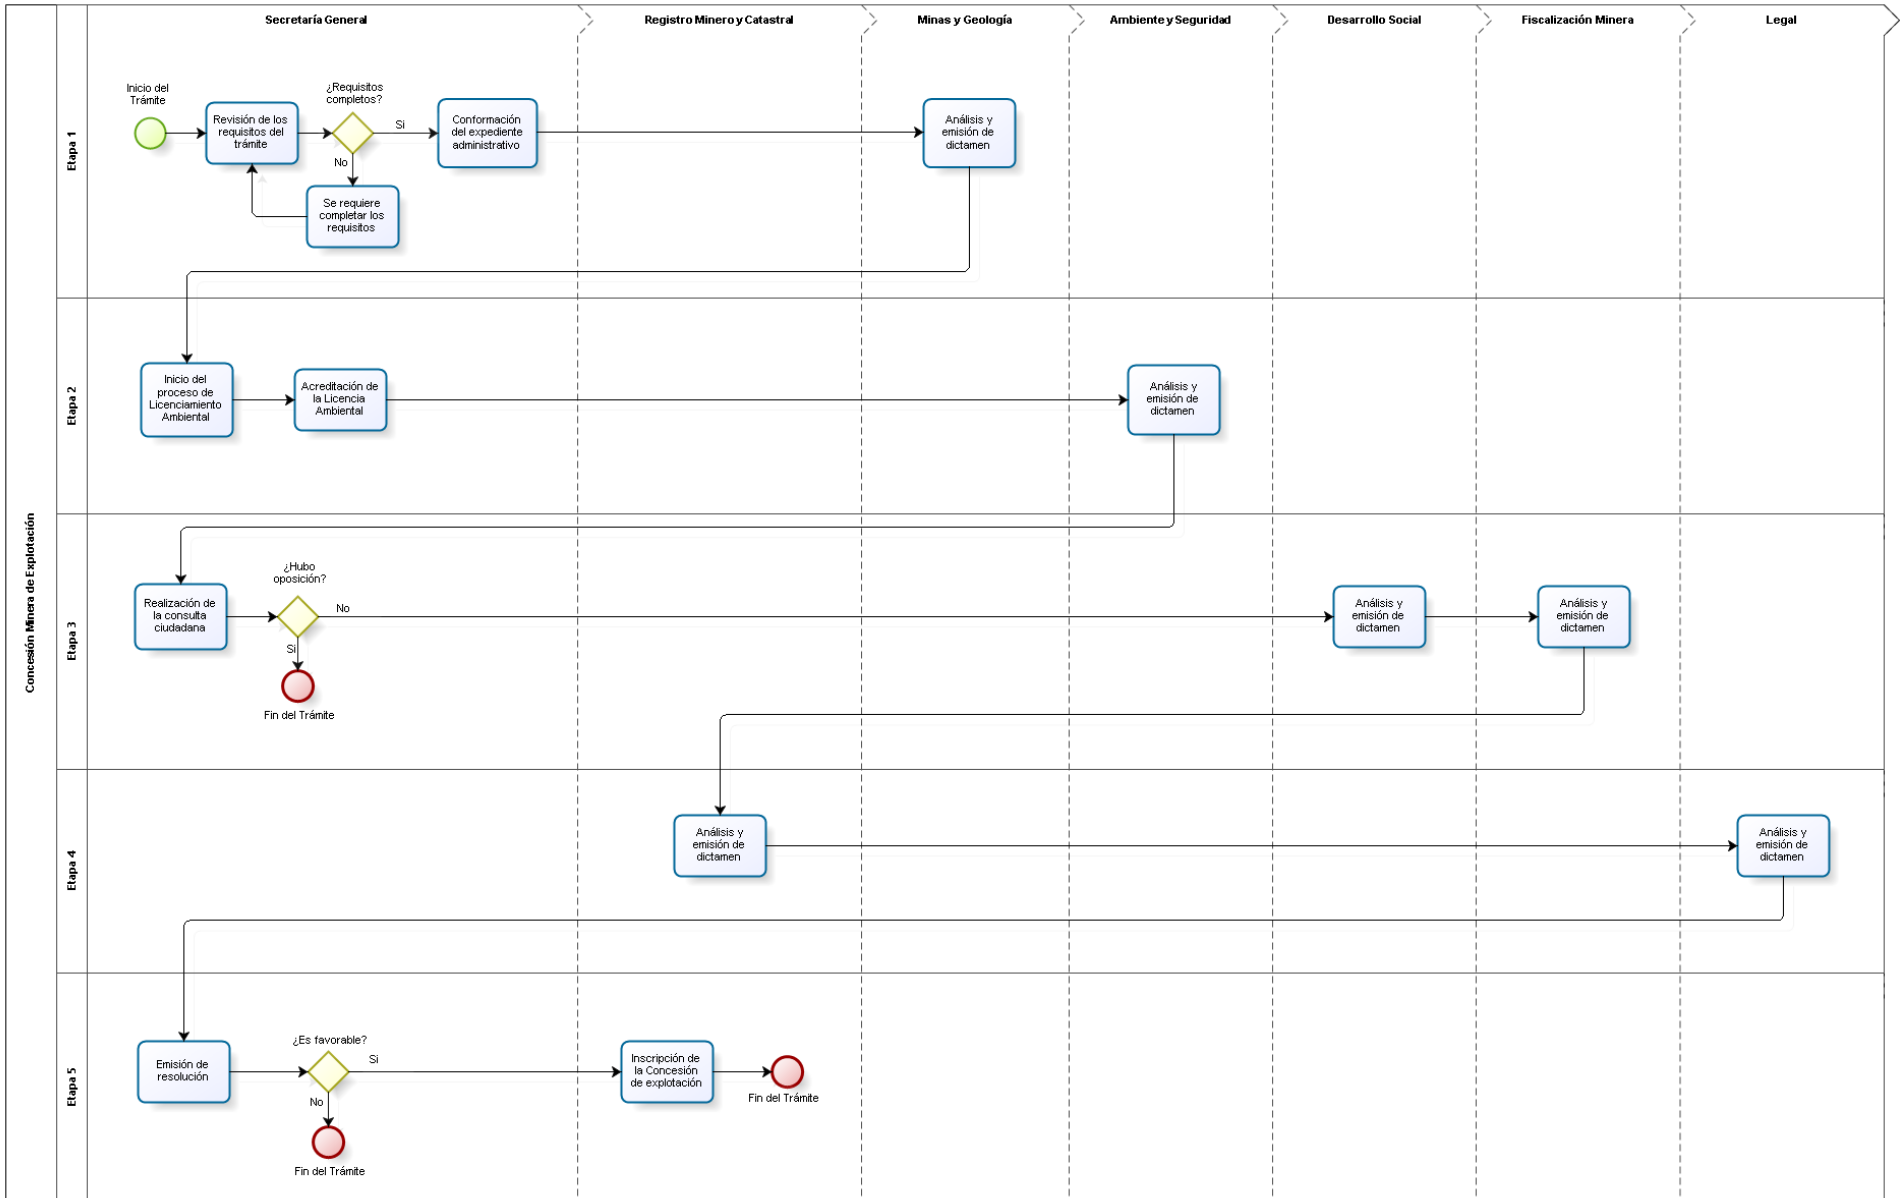 Secretaría General
Registro Minero y Catastral
Minas y Geología
Ambiente y Seguridad
Desarrollo Social
Fiscalización Minera
Legal
Concesión Minera de Explotación
Etapa 1
Inicio del
Trámite
Revisión de los
requisitos del
trámite
¿Requisitos
completos?
Si
No
Se requiere
completar los
requisitos
Conformación
del expediente
administrativo
Análisis y
emisión de
dictamen
Etapa 2
Inicio del
proceso de
Licenciamiento
Ambiental
Acreditación de
la Licencia
Ambiental
Análisis y
emisión de
dictamen
Etapa 3
Realización de
la consulta
ciudadana
¿Hubo
oposición?
No
Si
Fin del Trámite
Análisis y
emisión de
dictamen
Análisis y
emisión de
dictamen
Etapa 4
Análisis y
emisión de
dictamen
Análisis y
emisión de
dictamen
Etapa 5
Emisión de
resolución
¿Es favorable?
Si
No
Fin del Trámite
Inscripción de
la Concesión
de explotación
Fin del Trámite